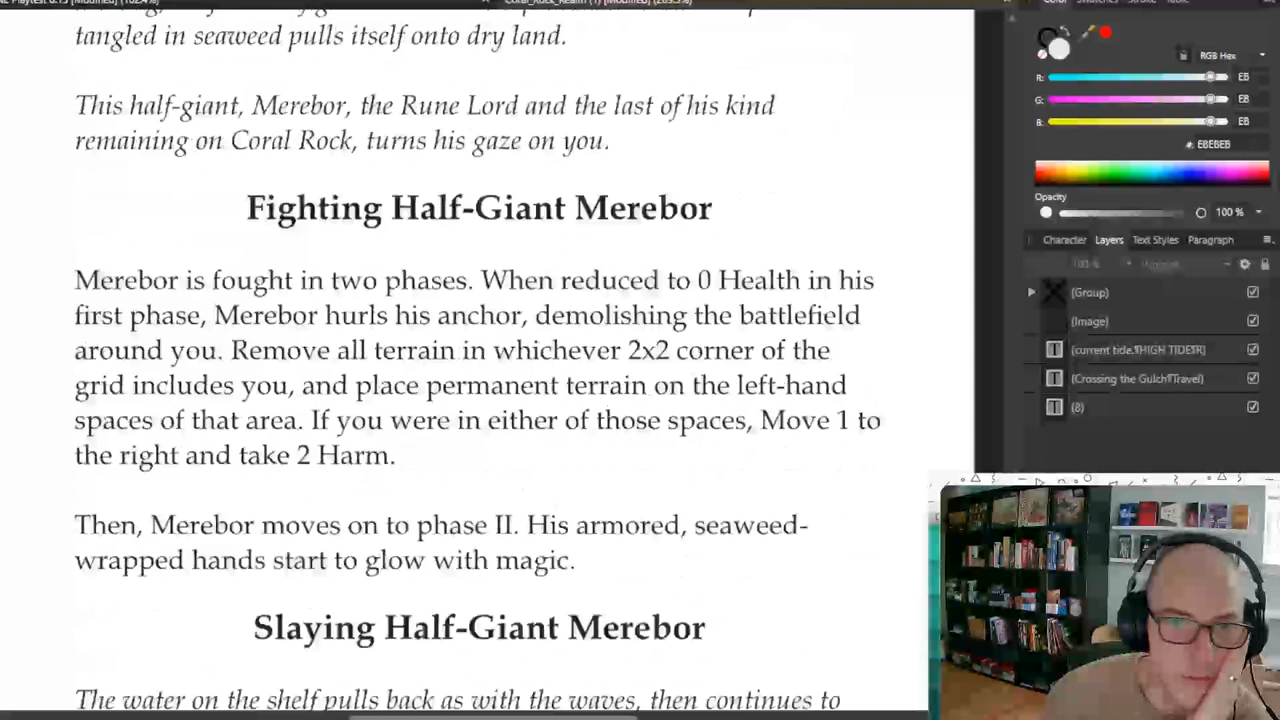 tangled in seaweed pulls itself onto dry land.
This half-giant, Merebor, the Rune Lord and the last of his kind
remaining on Coral Rock, turns his gaze on you.
Fighting Half-Giant Merebor
Merebor is fought in two phases. When reduced to 0 Health in his
first phase, Merebor hurls his anchor, demolishing the battlefield
around you. Remove all terrain in whichever 2x2 corner of the
grid includes you, and place permanent terrain on the left-hand
spaces of that area. If you were in either of those spaces, Move 1 to
the right and take 2 Harm.
Then, Merebor moves on to phase II. His armored, seaweed-
wrapped hands start to glow with magic.
Slaying Half-Giant Merebor
The water on the shelf pulls back as with the waves, then continues to
RGB Hex
R: EB
G: EB
B: EB
# EBEBEB
Opacity
100 %
Character Layers Text Styles Paragraph
100 %
(Group)
(Image)
(current tide:¶HIGH TIDE¶R)
(Crossing the Gulch¶Travel)
(8)